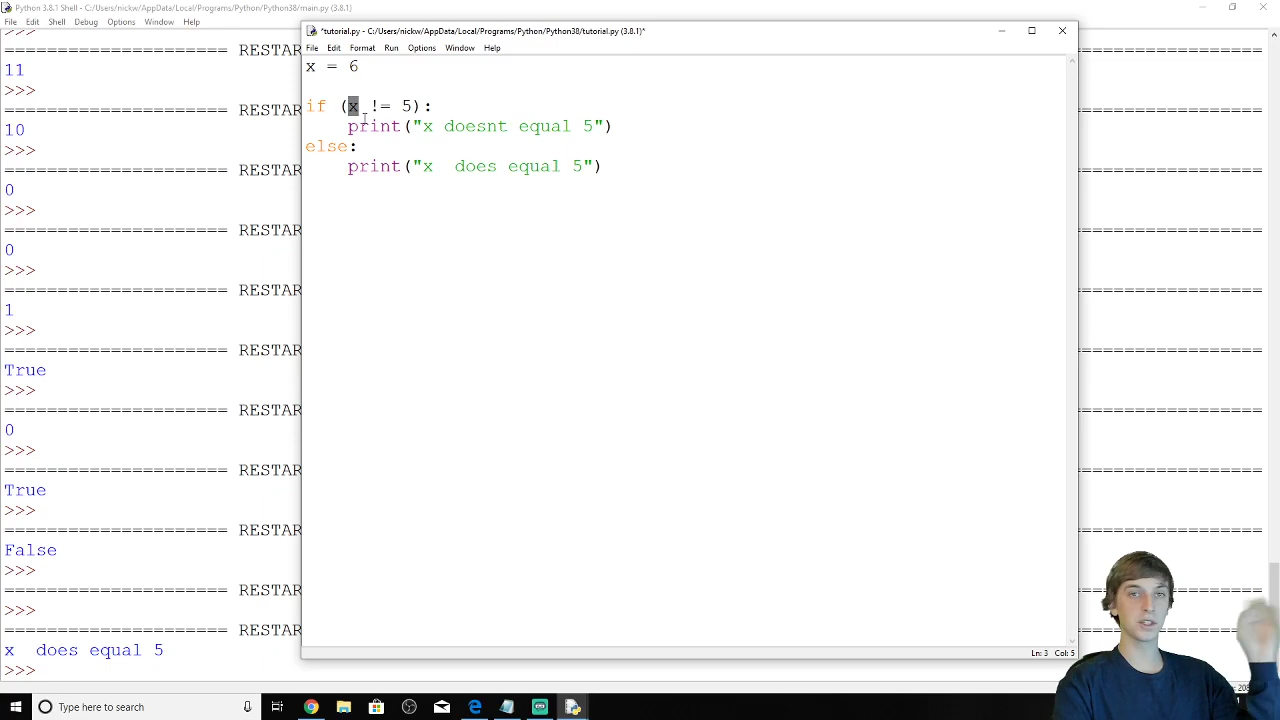 Python 3.8.1 Shell - C:/Users/nickw/AppData/Local/Programs/Python/Python38/main.py (3.8.1)
File Edit Shell Debug Options Window Help
>>>
===================== RESTAR
11
>>>
===================== RESTAR
10
>>>
===================== RESTAR
0
>>>
===================== RESTAR
0
>>>
===================== RESTAR
1
>>>
===================== RESTAR
True
>>>
===================== RESTAR
0
>>>
===================== RESTAR
True
>>>
===================== RESTAR
False
>>>
===================== RESTAR
>>>
===================== RESTAR
x  does equal 5
>>>
*tutorial.py - C:/Users/nickw/AppData/Local/Programs/Python/Python38/tutorial.py (3.8.1)*
File Edit Format Run Options Window Help
x = 6
if (x != 5):
    print("x doesnt equal 5")
else:
    print("x  does equal 5")
Ln: 3 Col: 5
Type here to search